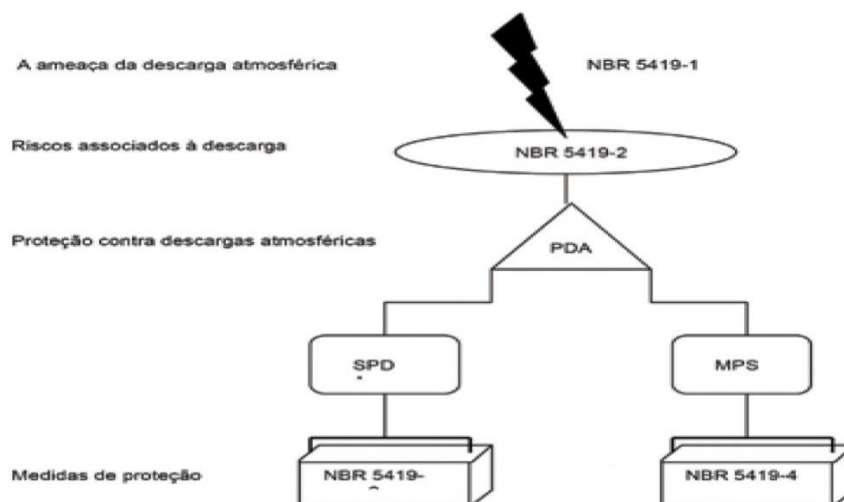 A ameaça da descarga atmosférica
NBR 5419-1
Riscos associados à descarga
NBR 5419-2
Proteção contra descargas atmosféricas
PDA
SPD
MPS
Medidas de proteção
NBR 5419-
NBR 5419-4